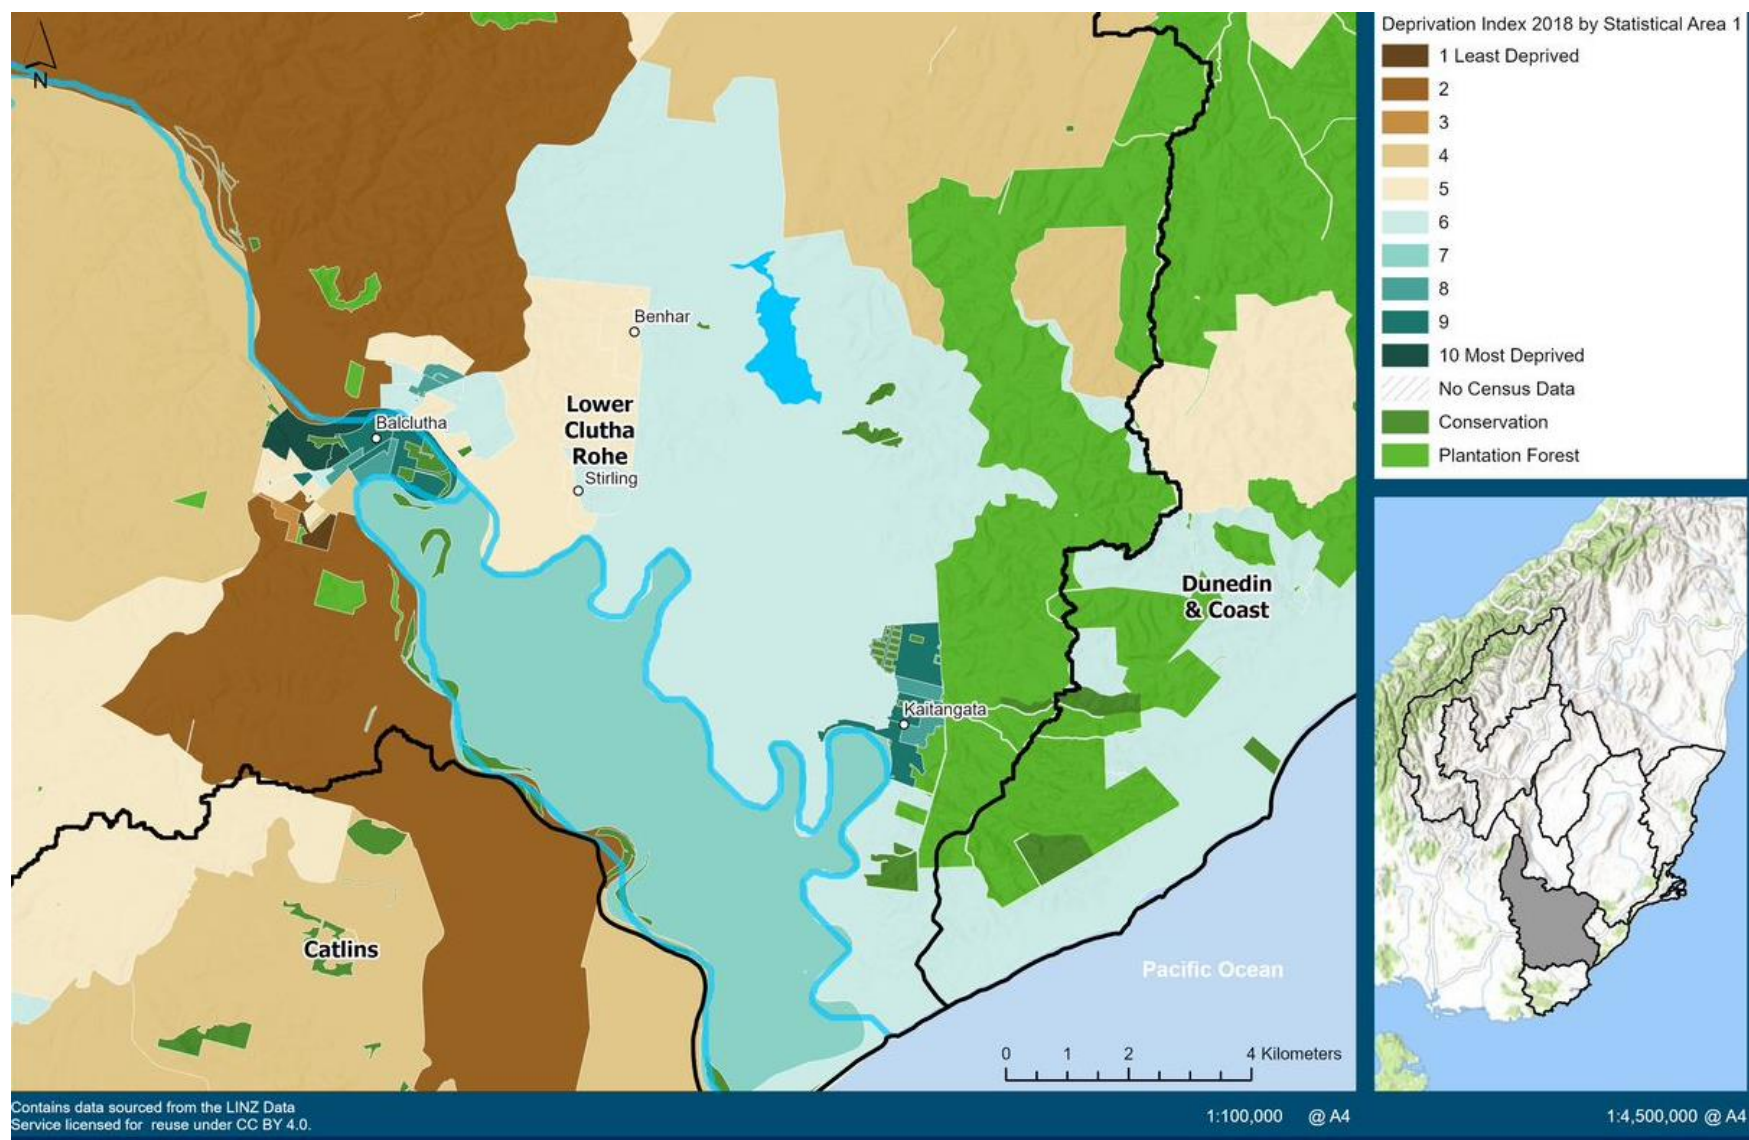 N
Benhar
Lower
Clutha
Rohe
Balclutha
Stirling
Kaitangata
Dunedin
& Coast
Catlins
Pacific Ocean
0 1 2 4 Kilometers
Contains data sourced from the LINZ Data
Service licensed for reuse under CC BY 4.0.
1:100,000 @ A4
Deprivation Index 2018 by Statistical Area 1
1 Least Deprived
2
3
4
5
6
7
8
9
10 Most Deprived
No Census Data
Conservation
Plantation Forest
1:4,500,000 @ A4